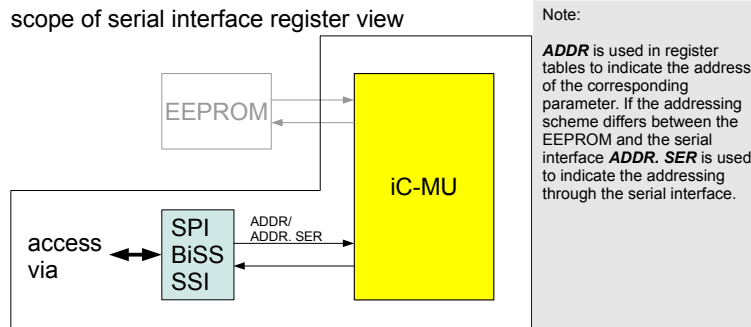 scope of serial interface register view
EEPROM
iC-MU
access
via
SPI
BiSS
SSI
ADDR/
ADDR. SER
Note:
ADDR is used in register
tables to indicate the address
of the corresponding
parameter. If the addressing
scheme differs between the
EEPROM and the serial
interface ADDR. SER is used
to indicate the addressing
through the serial interface.